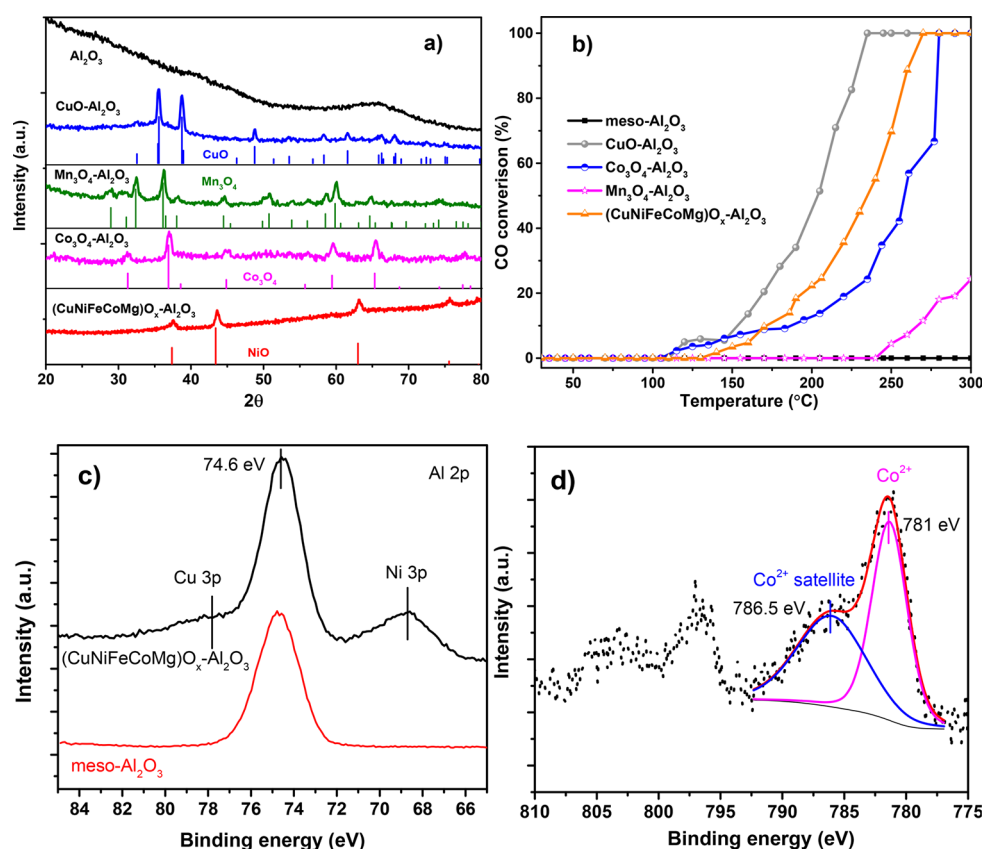 a)
Al₂O₃
CuO-Al₂O₃
CuO
Mn₃O₄-Al₂O₃
Mn₃O₄
Co₃O₄-Al₂O₃
Co₃O₄
(CuNiFeCoMg)Oₓ-Al₂O₃
NiO
Intensity (a.u.)
20 30 40 50 60 70 80
2θ
b)
meso-Al₂O₃
CuO-Al₂O₃
Co₃O₄-Al₂O₃
Mn₃O₄-Al₂O₃
(CuNiFeCoMg)Oₓ-Al₂O₃
CO converison (%)
100
80
60
40
20
0
50 100 150 200 250 300
Temperature (°C)
c)
74.6 eV
Al 2p
Cu 3p
Ni 3p
(CuNiFeCoMg)Oₓ-Al₂O₃
meso-Al₂O₃
Intensity (a.u.)
84 82 80 78 76 74 72 70 68 66
Binding energy (eV)
d)
Co²⁺
781 eV
Co²⁺ satellite
786.5 eV
Intensity (a.u.)
810 805 800 790 785 780 775
Binding energy (eV)